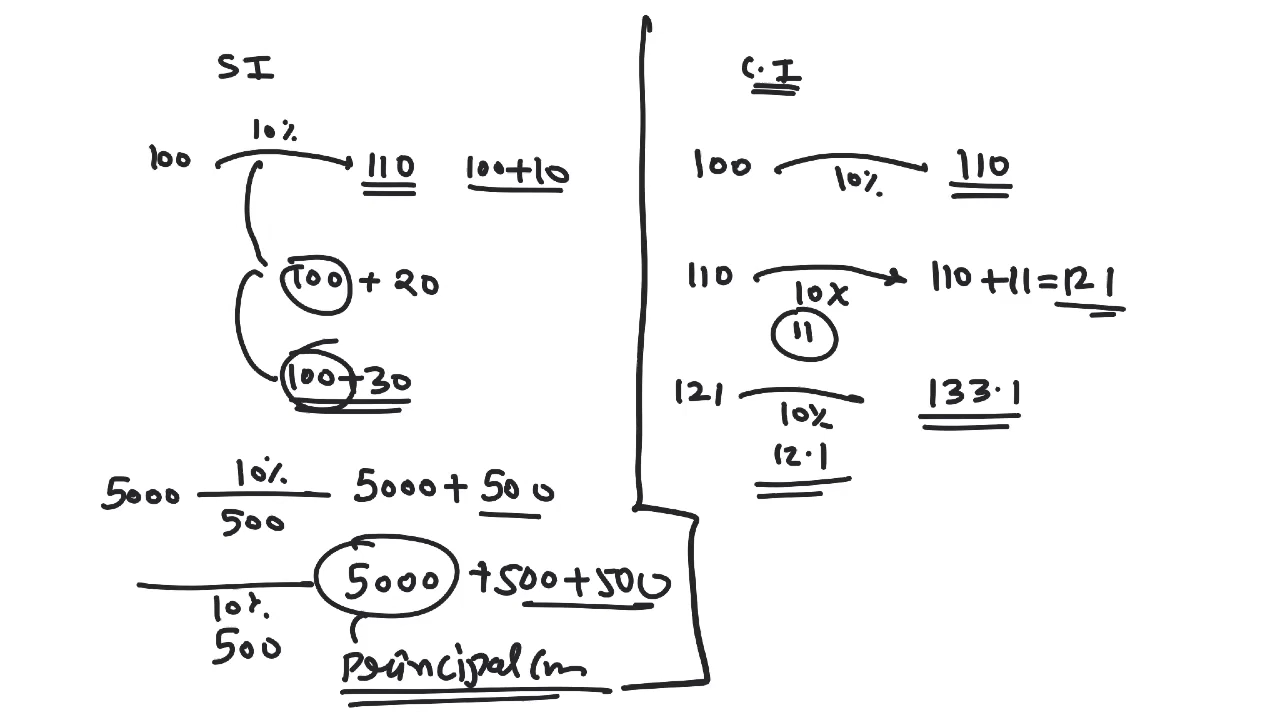 SI
10%
100 110 100+10
100 + 20
100+30
10%
5000 5000 + 500
500
5000 +500+500
10%
500
Principal
C.I
100 110
10%
110 110 + 11 = 121
10%
11
121 133.1
10%
12.1